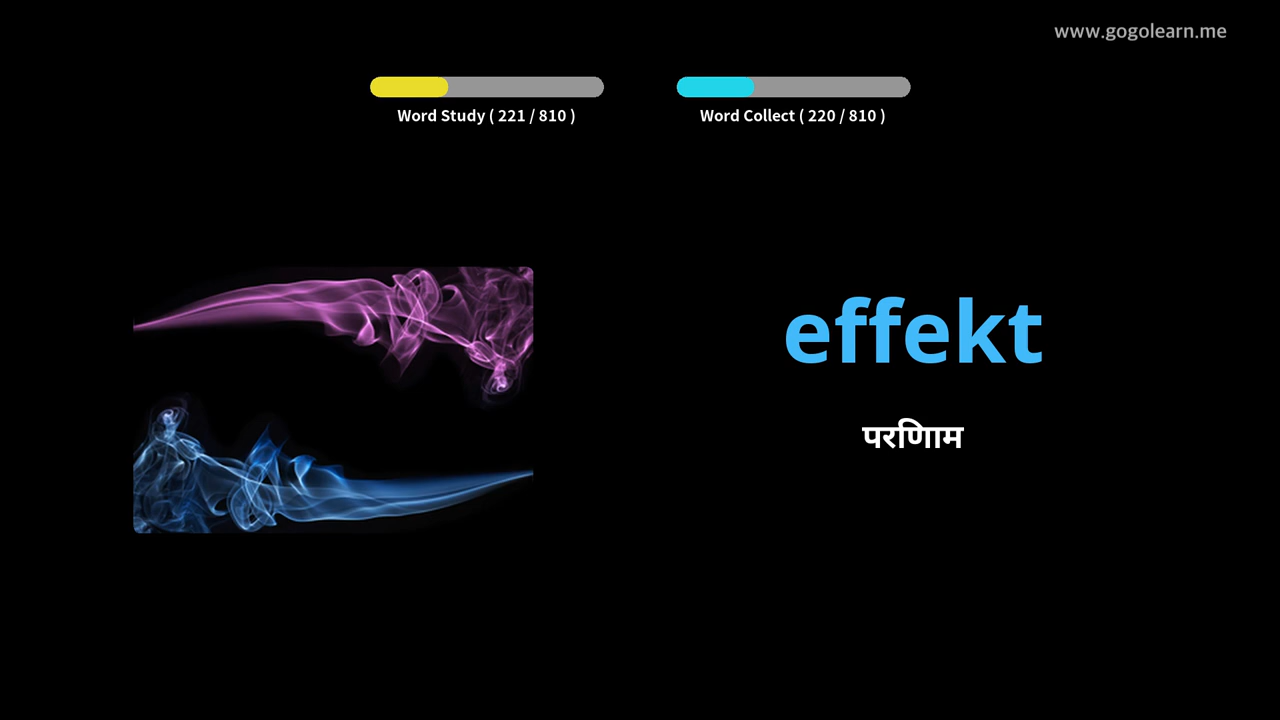 www.gogolearn.me
Word Study ( 221 / 810 )
Word Collect ( 220 / 810 )
effekt
परिणाम